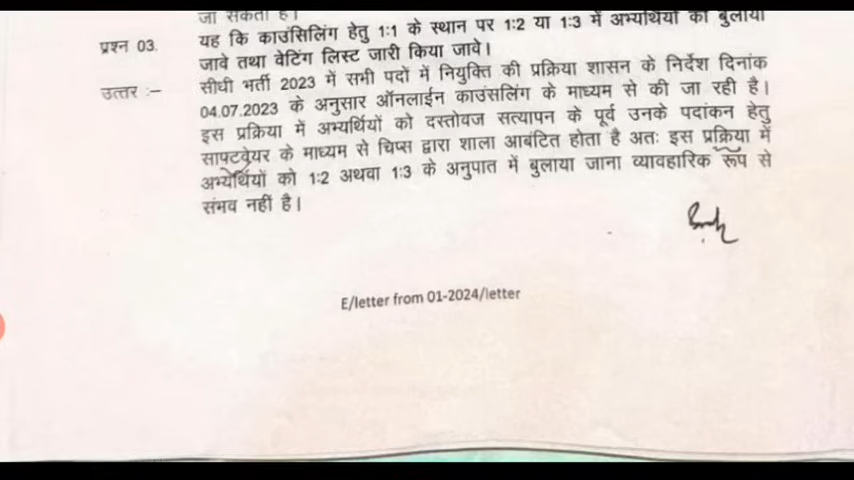 जा सकता है।
प्रश्न 03. यह कि काउंसिलिंग हेतु 1:1 के स्थान पर 1:2 या 1:3 में अभ्यर्थियों को बुलाया
जावे तथा वेटिंग लिस्ट जारी किया जावे।
उत्तर :– सीधी भर्ती 2023 में सभी पदों में नियुक्ति की प्रक्रिया शासन के निर्देश दिनांक
04.07.2023 के अनुसार ऑनलाईन काउंसलिंग के माध्यम से की जा रही है।
इस प्रक्रिया में अभ्यर्थियों को दस्तोवज सत्यापन के पूर्व उनके पदांकन हेतु
साफ्टवेयर के माध्यम से चिप्स द्वारा शाला आबंटित होता है अतः इस प्रक्रिया में
अभ्यर्थियों को 1:2 अथवा 1:3 के अनुपात में बुलाया जाना व्यावहारिक रूप से
संभव नहीं है।
E/letter from 01-2024/letter